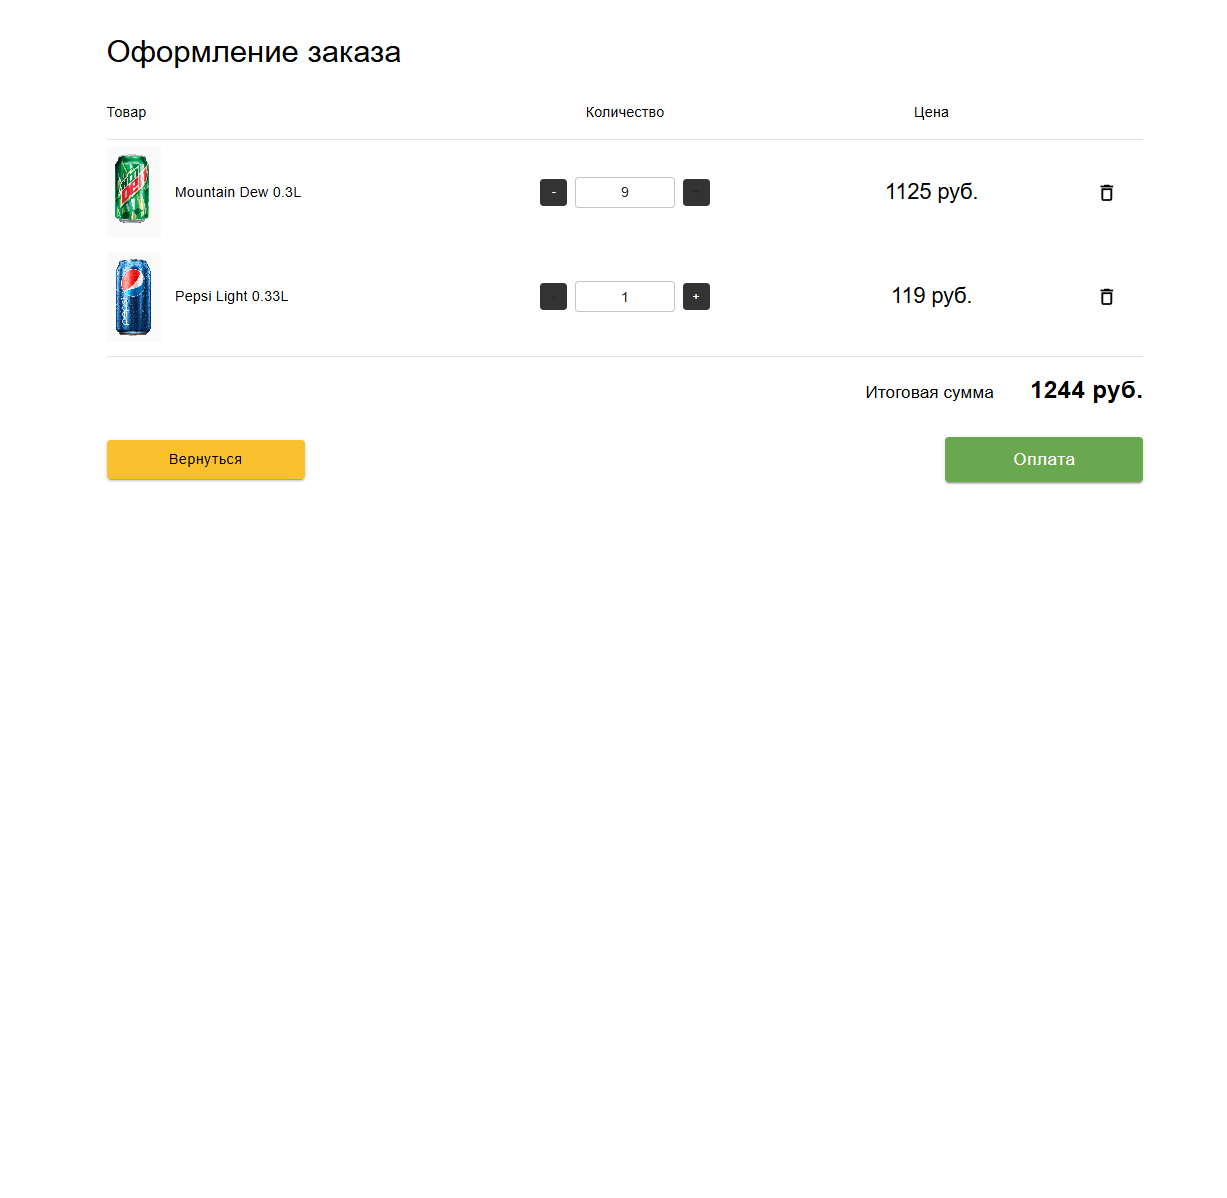 Оформление заказа
Товар Количество Цена
Mountain Dew 0.3L - 9 1125 руб.
pepsi
Pepsi Light 0.33L 1 + 119 руб.
Итоговая сумма 1244 руб.
Вернуться Оплата